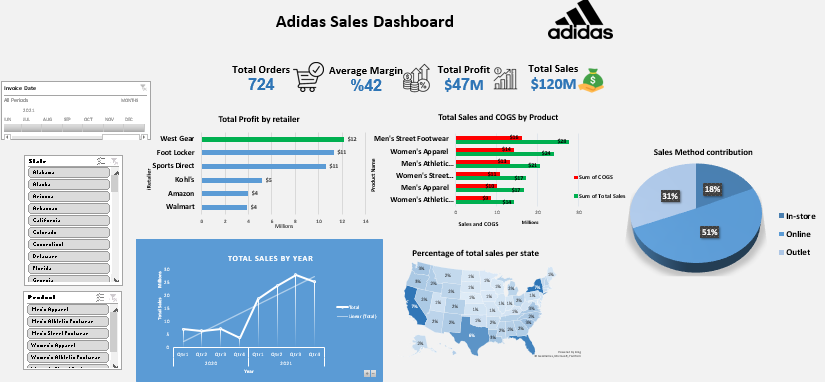 Adidas Sales Dashboard
adidas
Total Orders
724
Average Margin
%42
Total Profit
$47M
Total Sales
$120M
Invoice Date
All Periods
MONTHS
2021
JUN JUL AUG SEP OCT NOV DEC
State
Alabama
Alaska
Arizona
Arkansas
California
Colorado
Connecticut
Delaware
Florida
Georgia
Product
Men's Apparel
Men's Athletic Footwear
Men's Street Footwear
Women's Apparel
Women's Athletic Footwear
Total Profit by retailer
Retailer
West Gear $12
Foot Locker $11
Sports Direct $11
Kohl's $5
Amazon $4
Walmart $4
0 2 4 6 8 10 12 14
Millions
Total Sales and COGS by Product
Product Name
Men's Street Footwear
Women's Apparel
Men's Athletic...
Women's Street...
Men's Apparel
Women's Athletic...
0 10 20 30
Sales and COGS
Millions
Sum of COGS
Sum of Total Sales
Sales Method contribution
18%
31%
51%
In-store
Online
Outlet
TOTAL SALES BY YEAR
Total Sales
Millions
30
25
20
15
10
5
0
Qtr1 Qtr2 Qtr3 Qtr4 Qtr1 Qtr2 Qtr3 Qtr4
2020 2021
Year
Total
Linear (Total)
Percentage of total sales per state
Powered by Bing